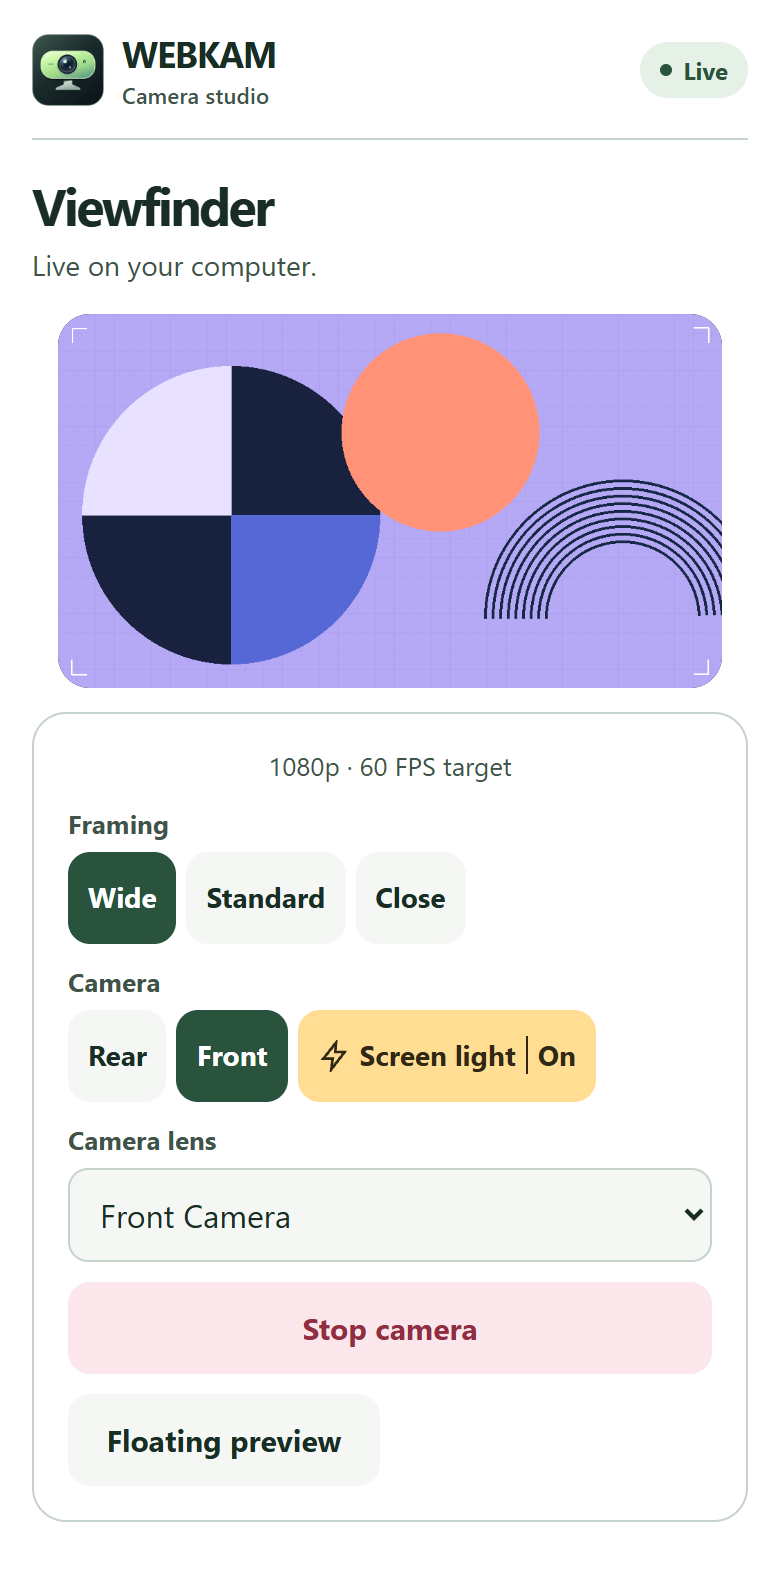 WEBKAM
Camera studio
Live
Viewfinder
Live on your computer.
1080p · 60 FPS target
Framing
Wide
Standard
Close
Camera
Rear
Front
Screen light | On
Camera lens
Front Camera
Stop camera
Floating preview